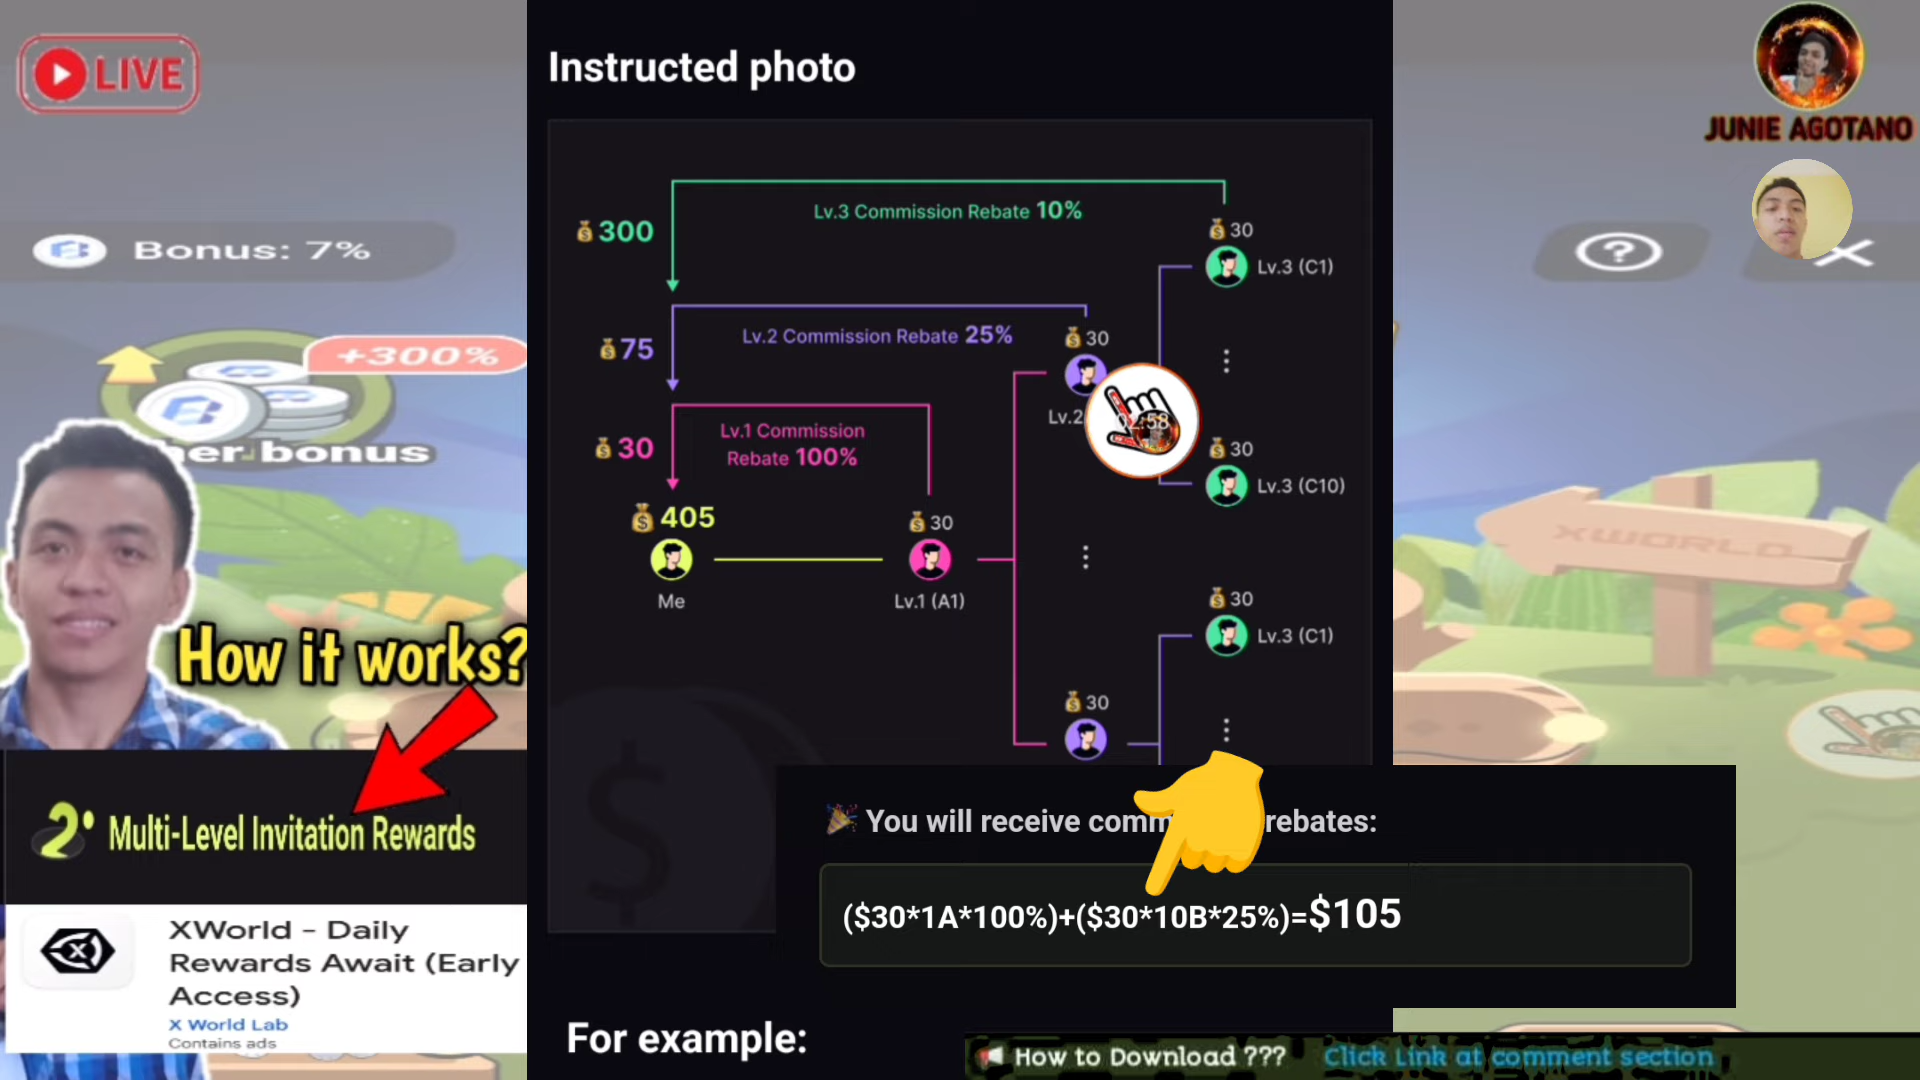 LIVE
Instructed photo
JUNIE AGOTANO
Bonus: 7%
+300%
her bonus
How it works?
Multi-Level Invitation Rewards
XWorld - Daily
Rewards Await (Early
Access)
X World Lab
Contains ads
Lv.3 Commission Rebate 10%
300
30
Lv.3 (C1)
Lv.2 Commission Rebate 25%
75
30
Lv.2
02:58
Lv.1 Commission
Rebate 100%
30
30
Lv.3 (C10)
405
30
Me
Lv.1 (A1)
30
Lv.3 (C1)
30
XWORLD
You will receive comm rebates:
($30*1A*100%)+($30*10B*25%)=$105
For example:
How to Download ???
Click Link at comment section